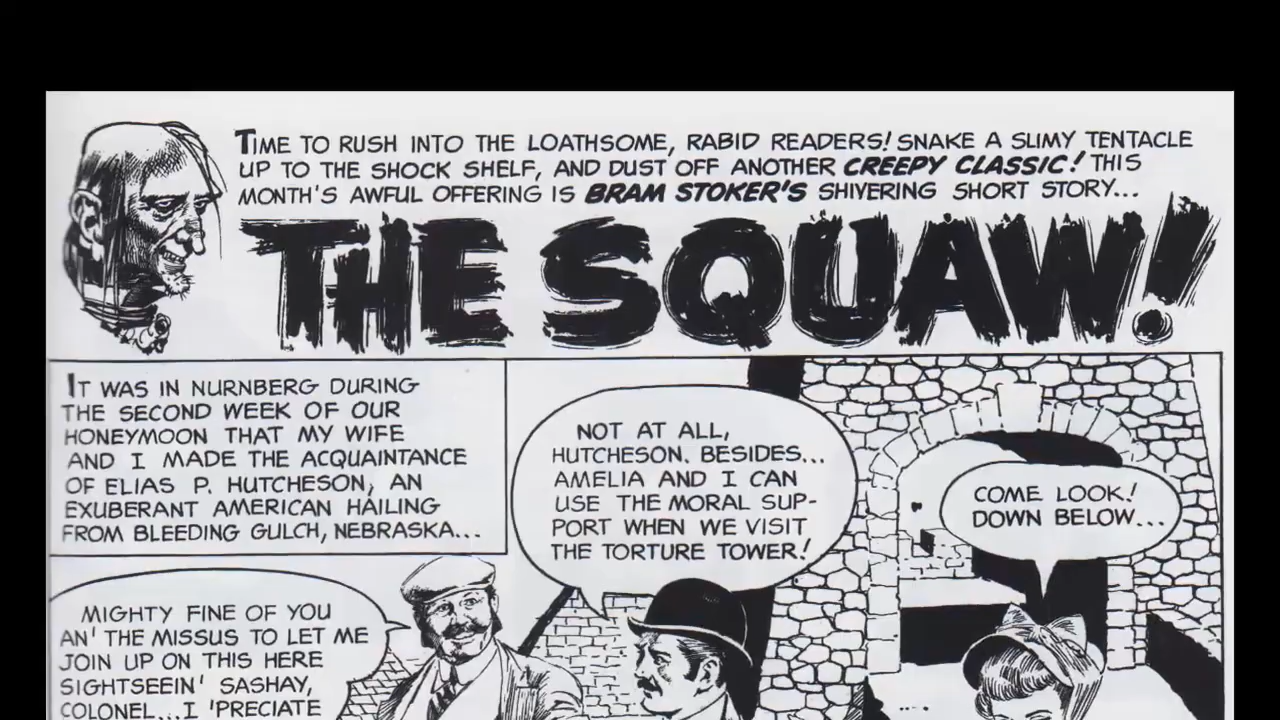 TIME TO RUSH INTO THE LOATHSOME, RABID READERS! SNAKE A SLIMY TENTACLE
UP TO THE SHOCK SHELF, AND DUST OFF ANOTHER CREEPY CLASSIC! THIS
MONTH'S AWFUL OFFERING IS BRAM STOKER'S SHIVERING SHORT STORY...
THE SQUAW!
IT WAS IN NURNBERG DURING
THE SECOND WEEK OF OUR
HONEYMOON THAT MY WIFE
AND I MADE THE ACQUAINTANCE
OF ELIAS P. HUTCHESON, AN
EXUBERANT AMERICAN HAILING
FROM BLEEDING GULCH, NEBRASKA...
MIGHTY FINE OF YOU
AN' THE MISSUS TO LET ME
JOIN UP ON THIS HERE
SIGHTSEEIN' SASHAY,
COLONEL...I 'PRECIATE
NOT AT ALL,
HUTCHESON. BESIDES...
AMELIA AND I CAN
USE THE MORAL SUP-
PORT WHEN WE VISIT
THE TORTURE TOWER!
COME LOOK!
DOWN BELOW...